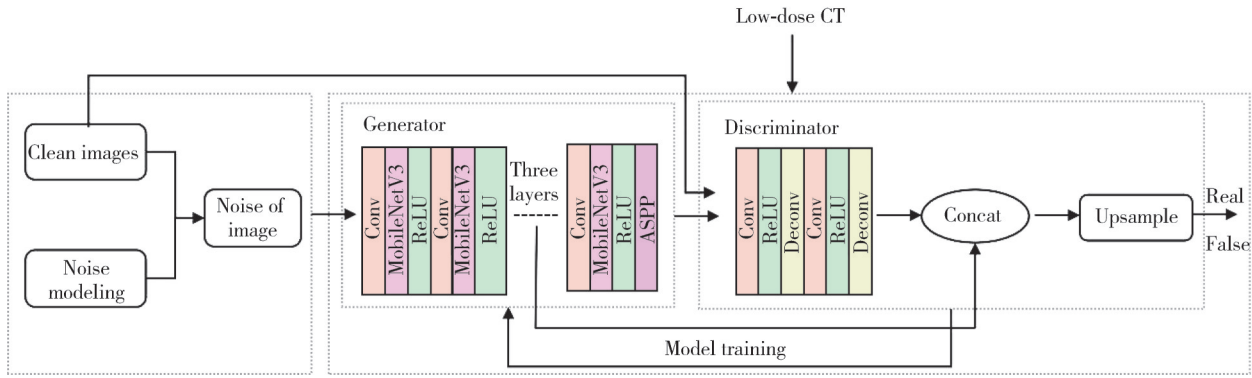 Low-dose CT
Clean images
Noise modeling
Noise of
image
Generator
Conv
MobileNetV3
ReLU
Conv
MobileNetV3
ReLU
Three
layers
Conv
MobileNetV3
ReLU
ASPP
Discriminator
Conv
ReLU
Deconv
Conv
ReLU
Deconv
Concat
Upsample
Real
False
Model training